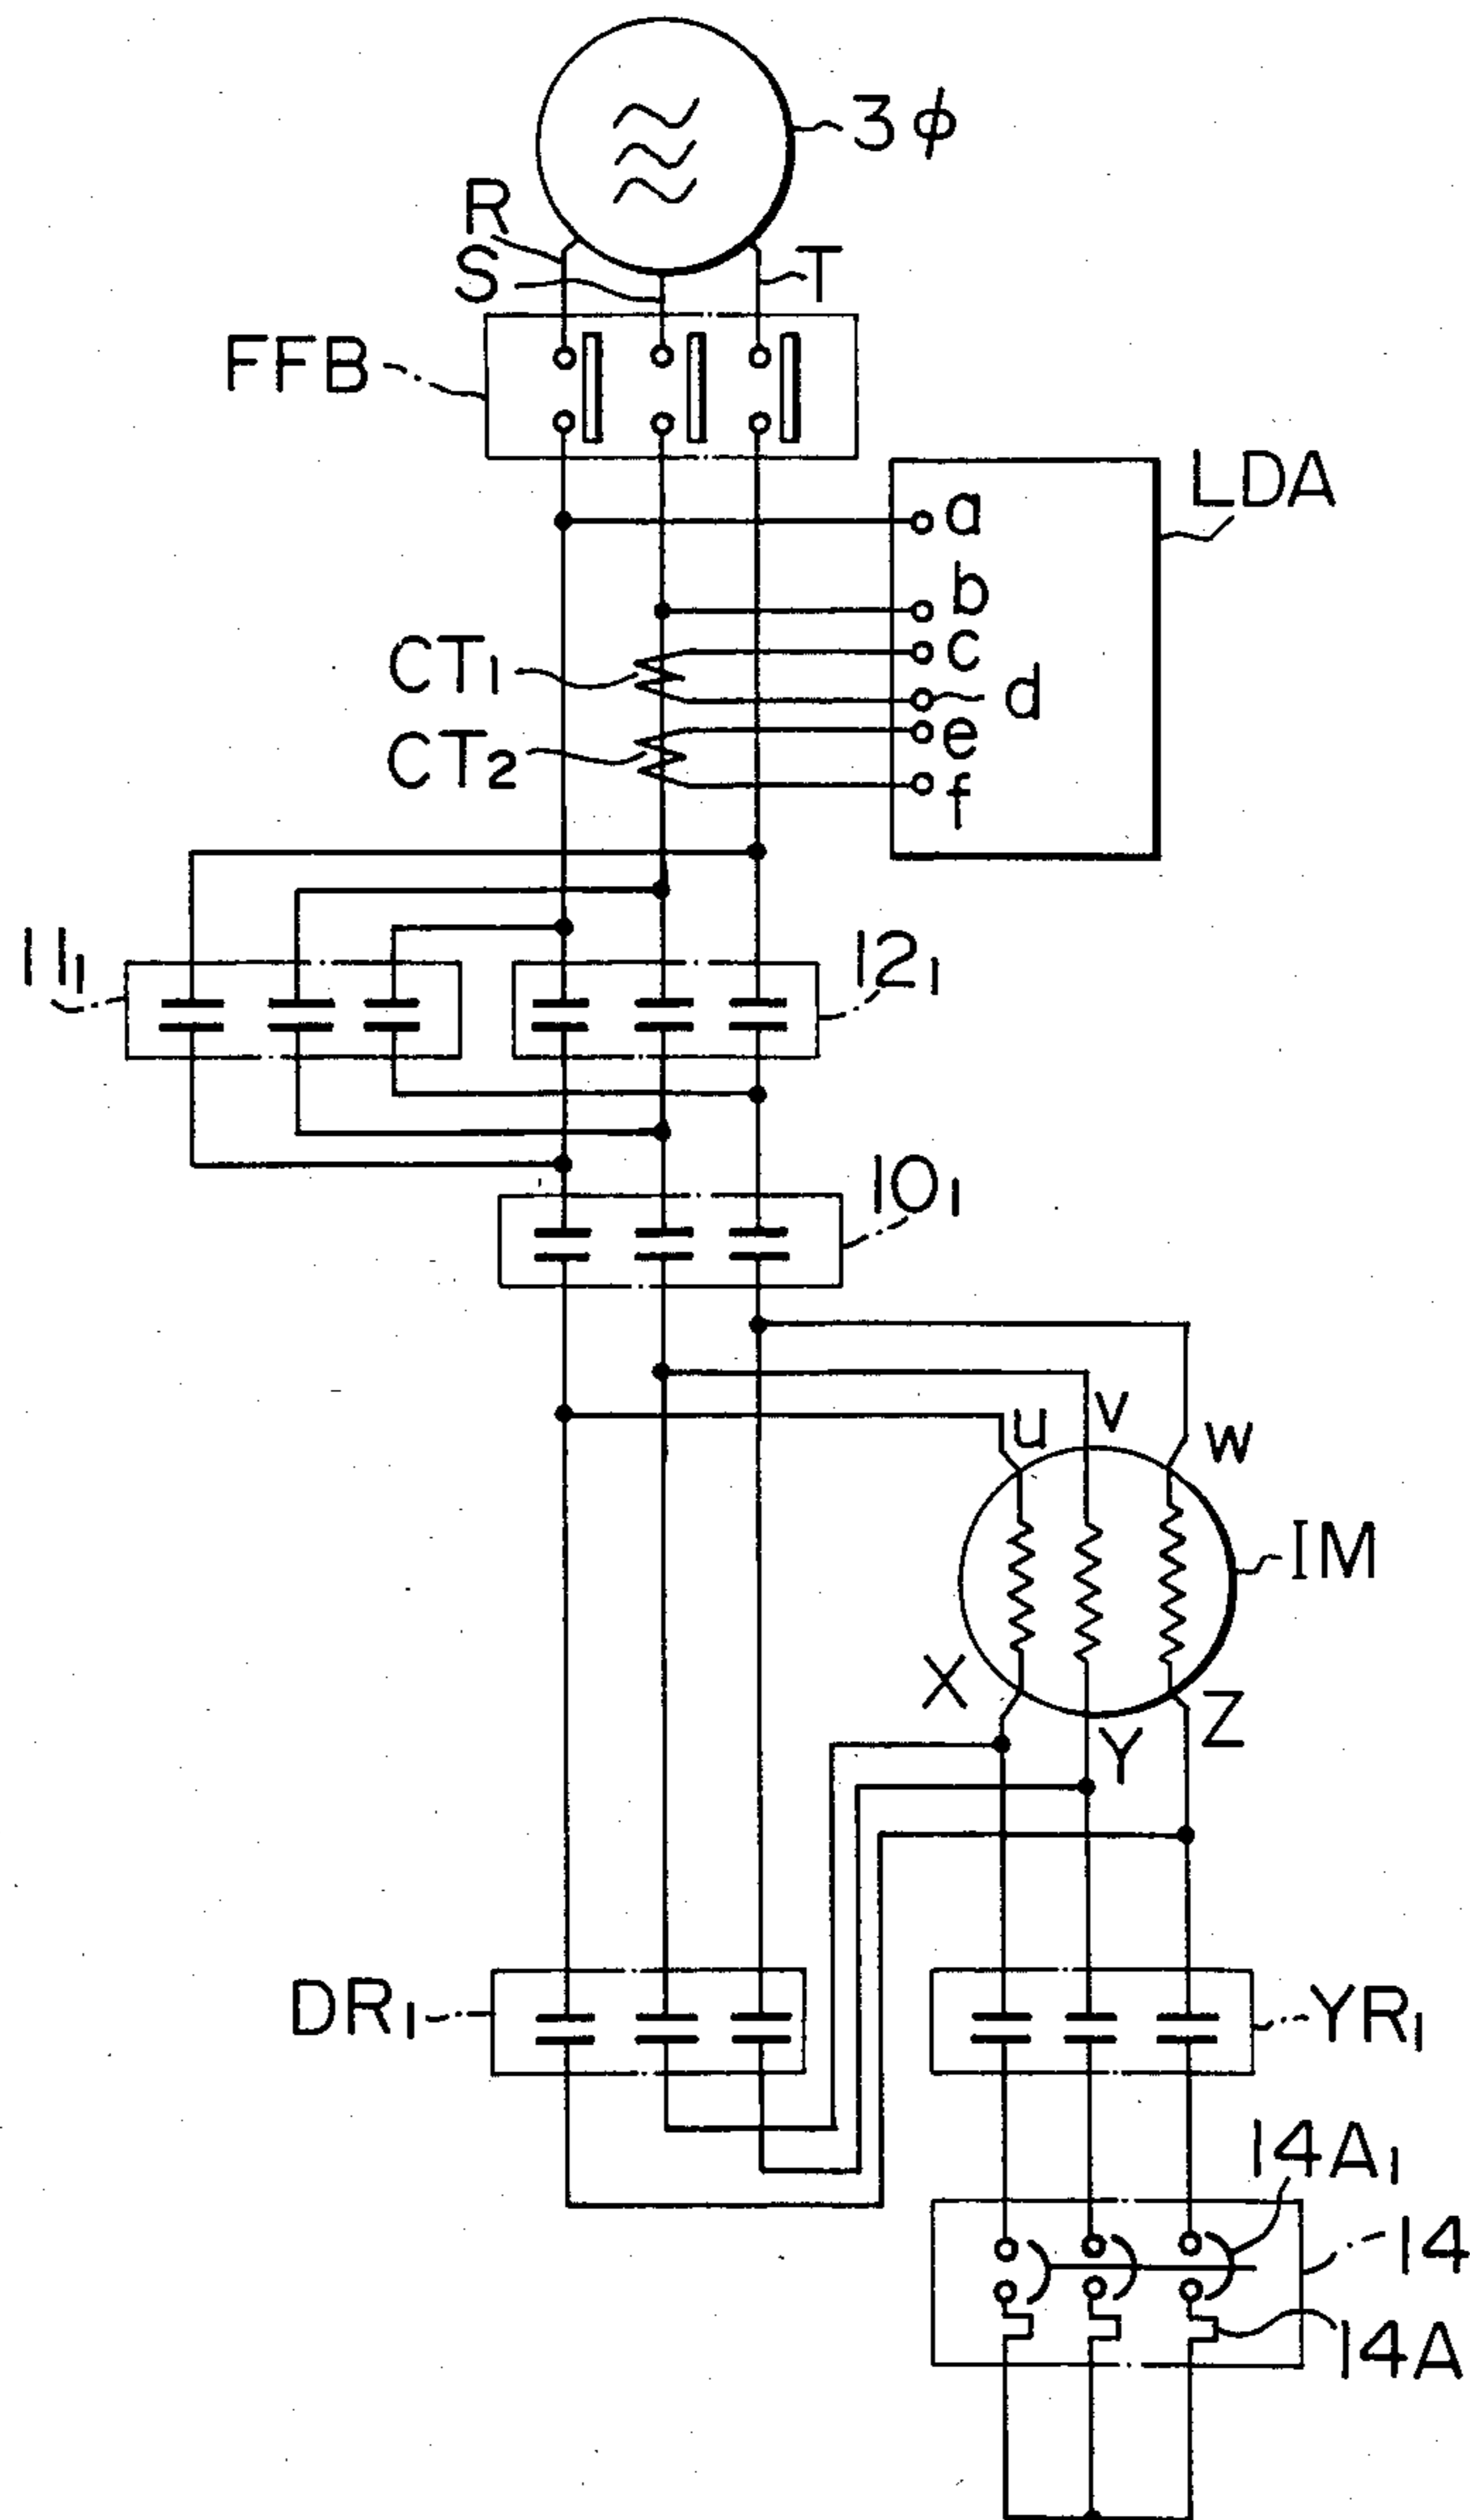 3φ
R
S
T
FFB
LDA
a
b
CT1
c
d
CT2
e
f
11₁
12₁
10₁
u
v
w
IM
X
Y
Z
DR1
YR1
14A1
14
14A